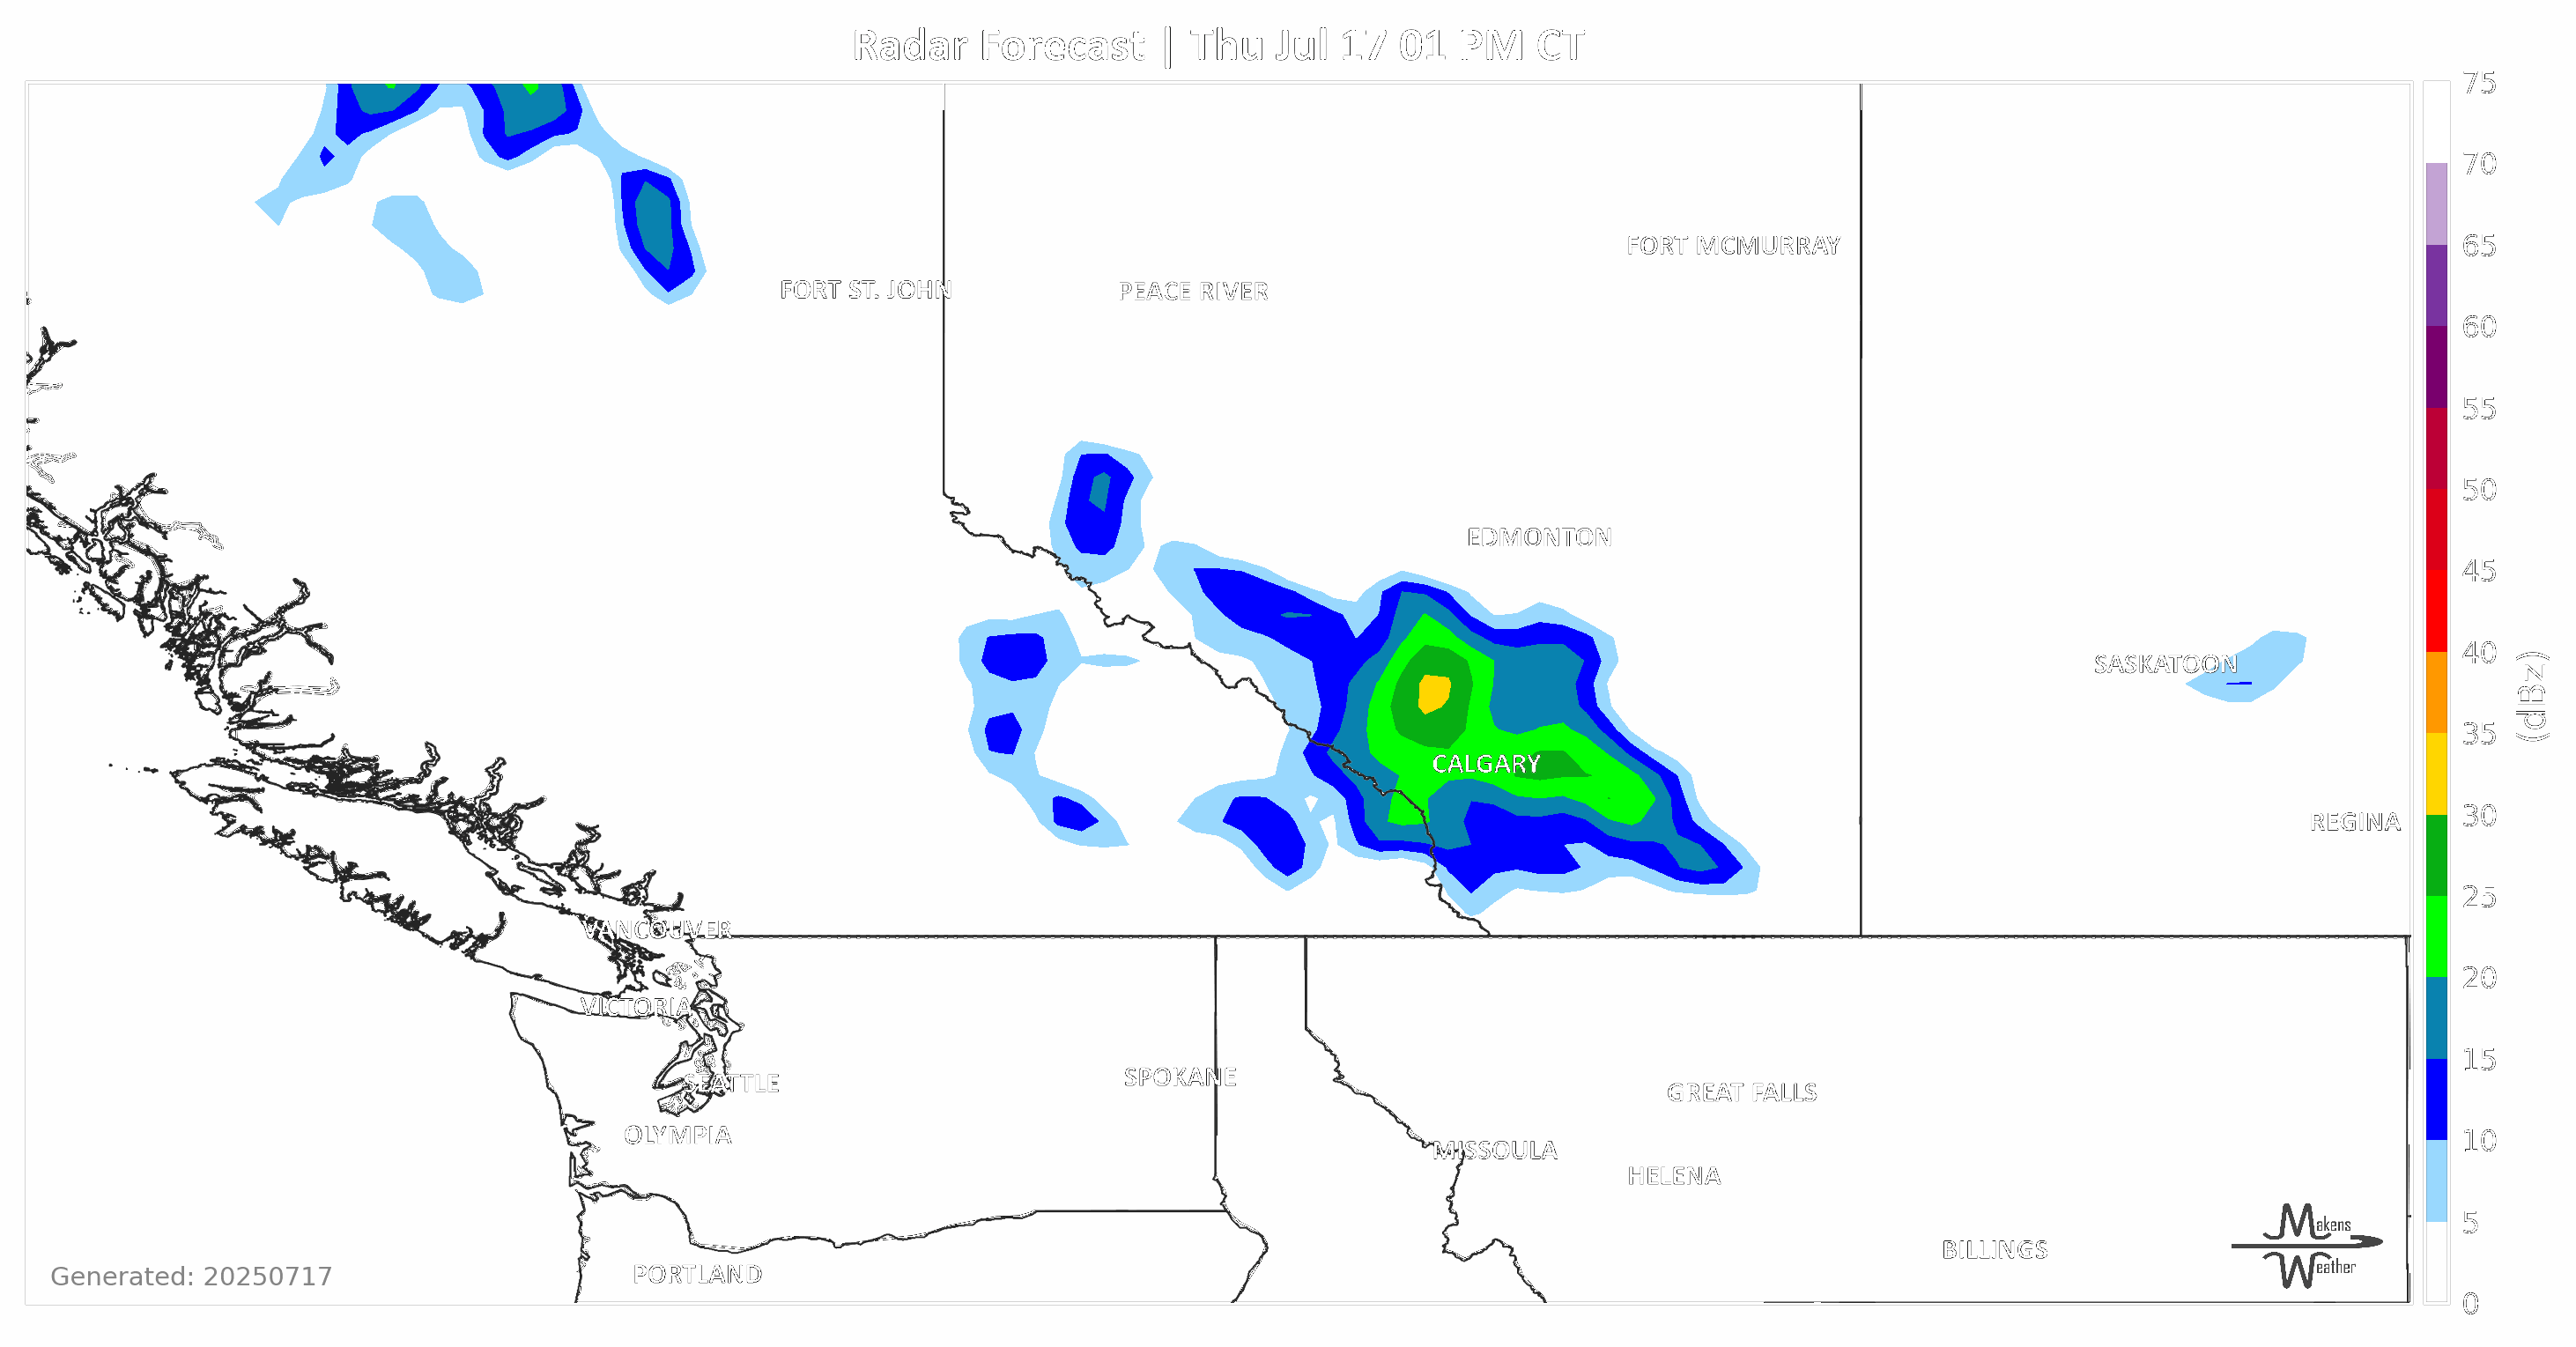 Radar Forecast | Thu Jul 17 01 PM CT
75
70
FORT MCMURRAY
65
FORT ST. JOHN
PEACE RIVER
60
55
50
EDMONTON
45
40
SASKATOON
(dBz)
35
CALGARY
30
REGINA
25
VANCOUVER
20
VICTORIA
15
SEATTLE
SPOKANE
GREAT FALLS
OLYMPIA
10
MISSOULA
HELENA
5
Makens
Weather
BILLINGS
Generated: 20250717
PORTLAND
0